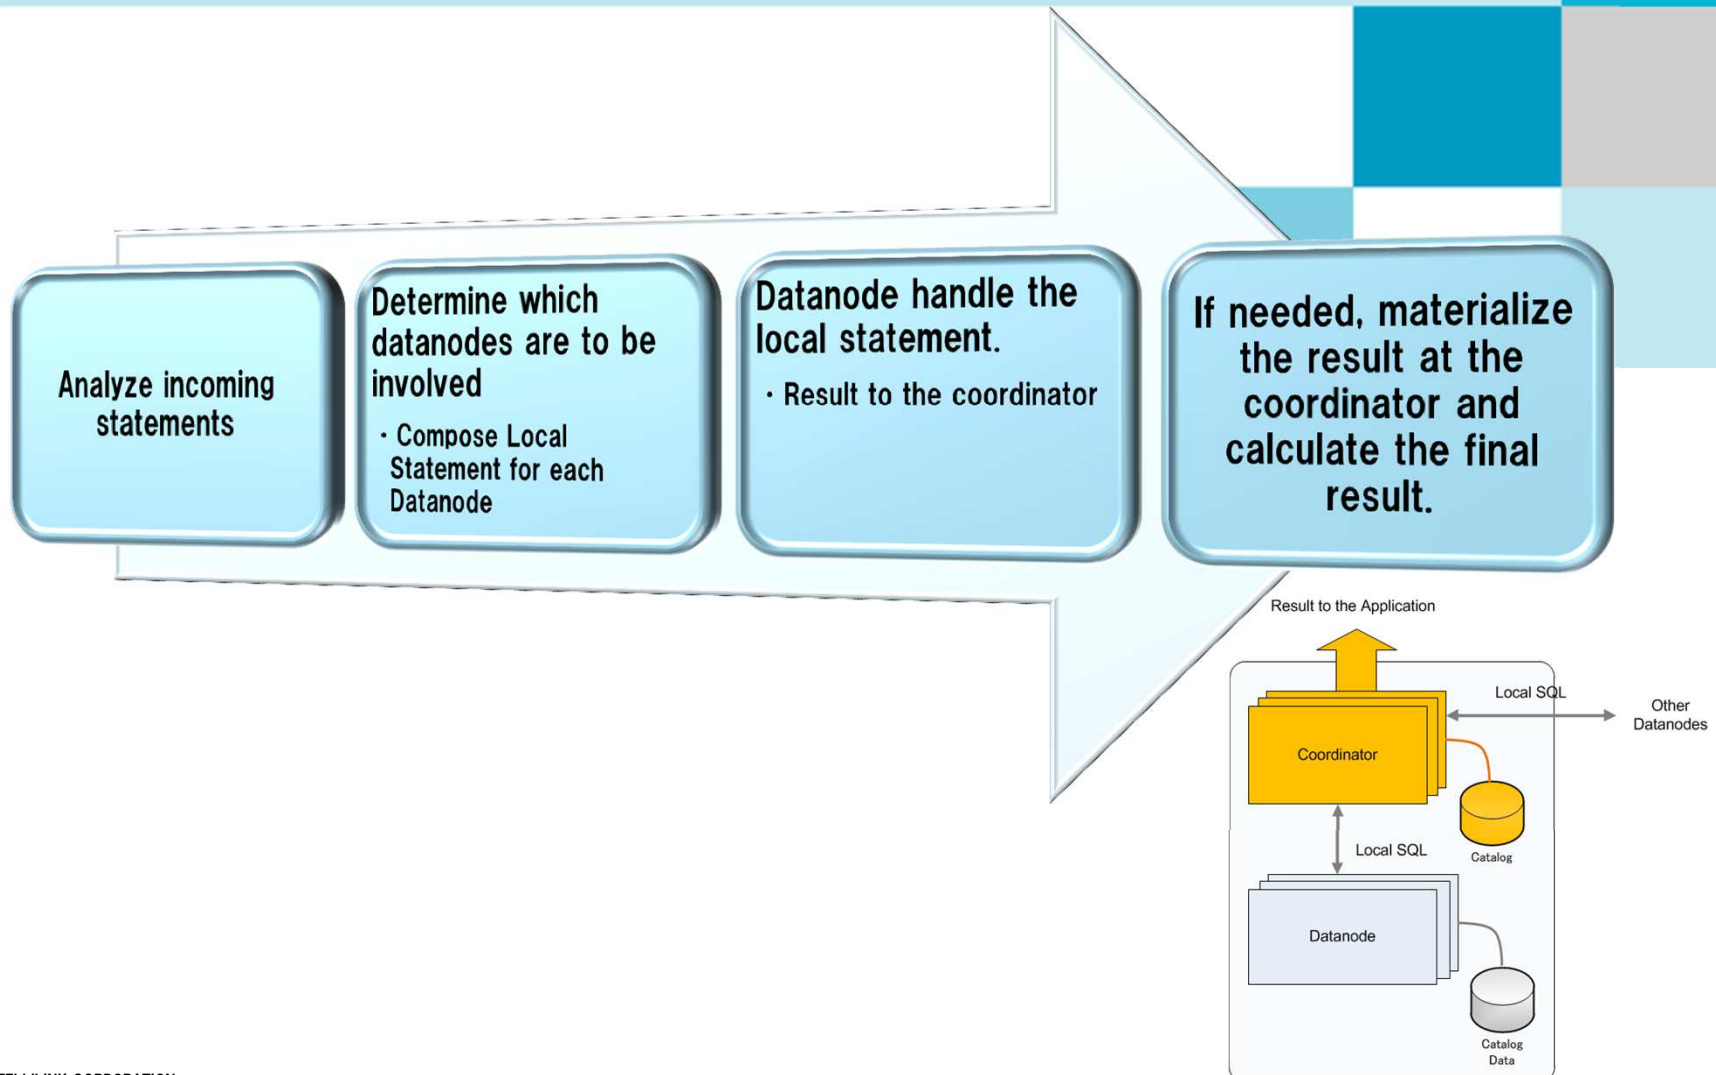 Analyze incoming
statements
Determine which
datanodes are to be
involved
・Compose Local
Statement for each
Datanode
Datanode handle the
local statement.
・Result to the coordinator
If needed, materialize
the result at the
coordinator and
calculate the final
result.
Result to the Application
Local SQL
Other
Datanodes
Coordinator
Catalog
Local SQL
Datanode
Catalog
Data
CORPORATION